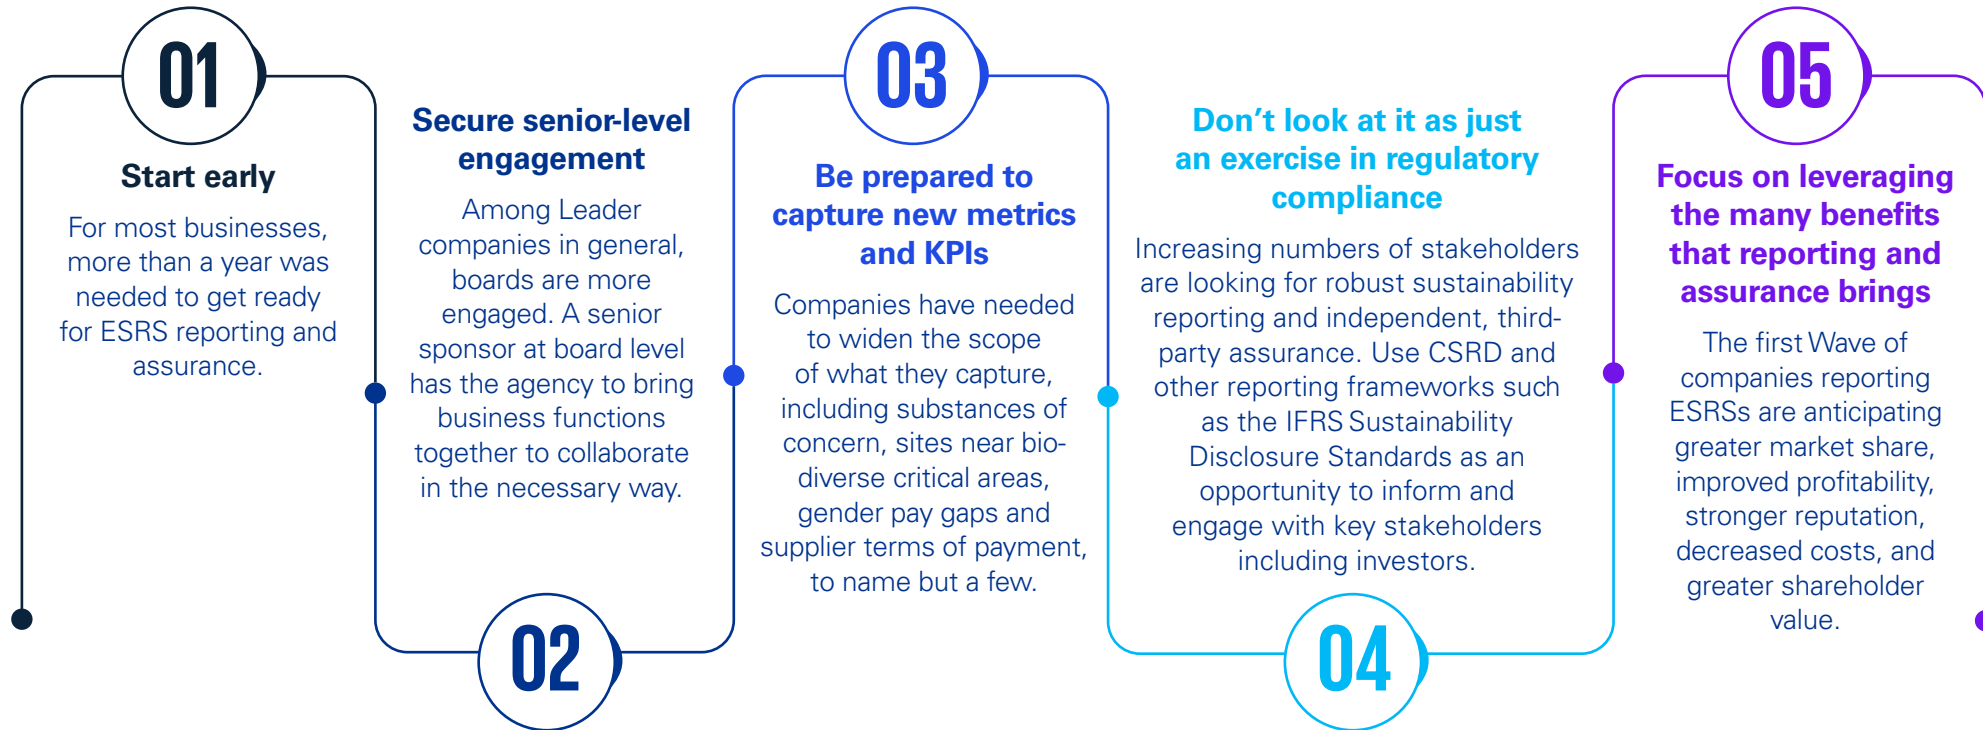 01
Start early
For most businesses,
more than a year was
needed to get ready
for ESRS reporting and
assurance.
Secure senior-level
engagement
Among Leader
companies in general,
boards are more
engaged. A senior
sponsor at board level
has the agency to bring
business functions
together to collaborate
in the necessary way.
02
03
Be prepared to
capture new metrics
and KPIs
Companies have needed
to widen the scope
of what they capture,
including substances of
concern, sites near bio-
diverse critical areas,
gender pay gaps and
supplier terms of payment,
to name but a few.
Don’t look at it as just
an exercise in regulatory
compliance
Increasing numbers of stakeholders
are looking for robust sustainability
reporting and independent, third-
party assurance. Use CSRD and
other reporting frameworks such
as the IFRS Sustainability
Disclosure Standards as an
opportunity to inform and
engage with key stakeholders
including investors.
04
05
Focus on leveraging
the many benefits
that reporting and
assurance brings
The first Wave of
companies reporting
ESRSs are anticipating
greater market share,
improved profitability,
stronger reputation,
decreased costs, and
greater shareholder
value.